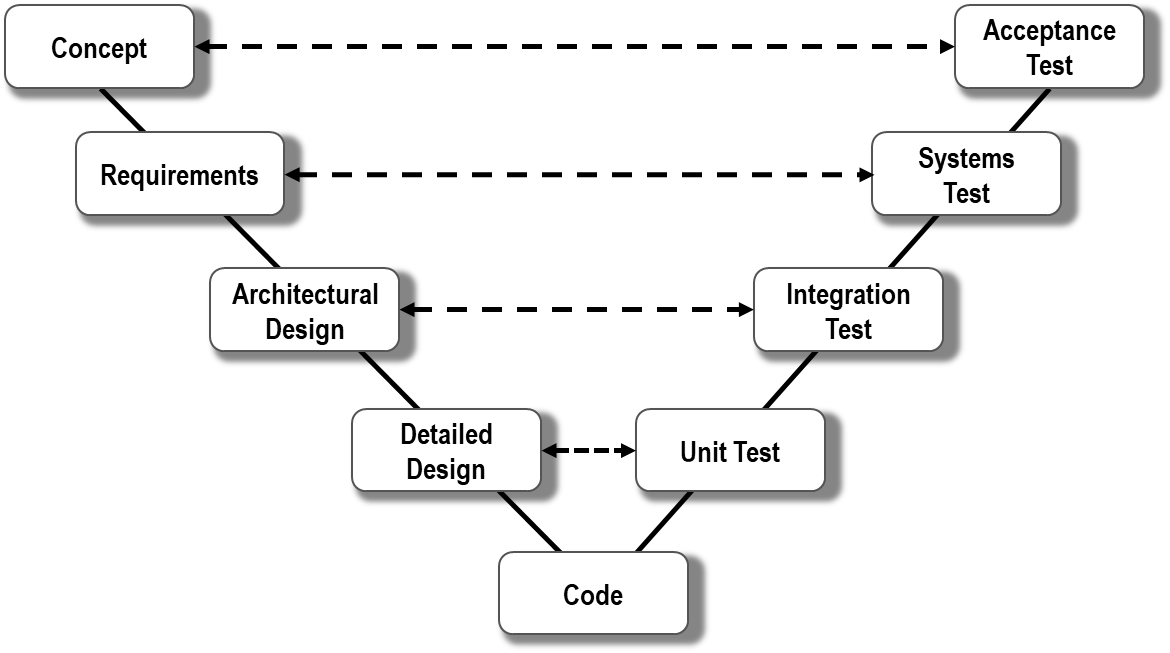 Concept
Acceptance
Test
Requirements
Systems
Test
Architectural
Design
Integration
Test
Detailed
Design
Unit Test
Code